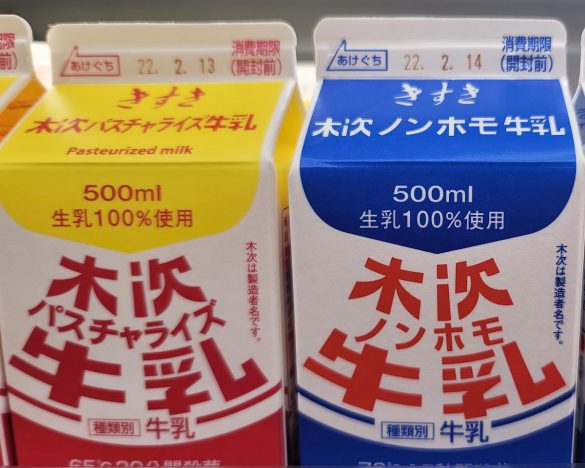 あけぐち
22. 2. 13
消費期限
(開封前)
きすき
木次パスチャライズ牛乳
Pasteurized milk
500ml
生乳100%使用
木次は製造者名です。
木次
パスチャライズ
牛乳
種類別 牛乳
あけぐち
22. 2. 14
消費期限
(開封前)
きすき
木次ノンホモ牛乳
500ml
生乳100%使用
木次は製造者名です。
木次
ノンホモ
牛乳
種類別 牛乳